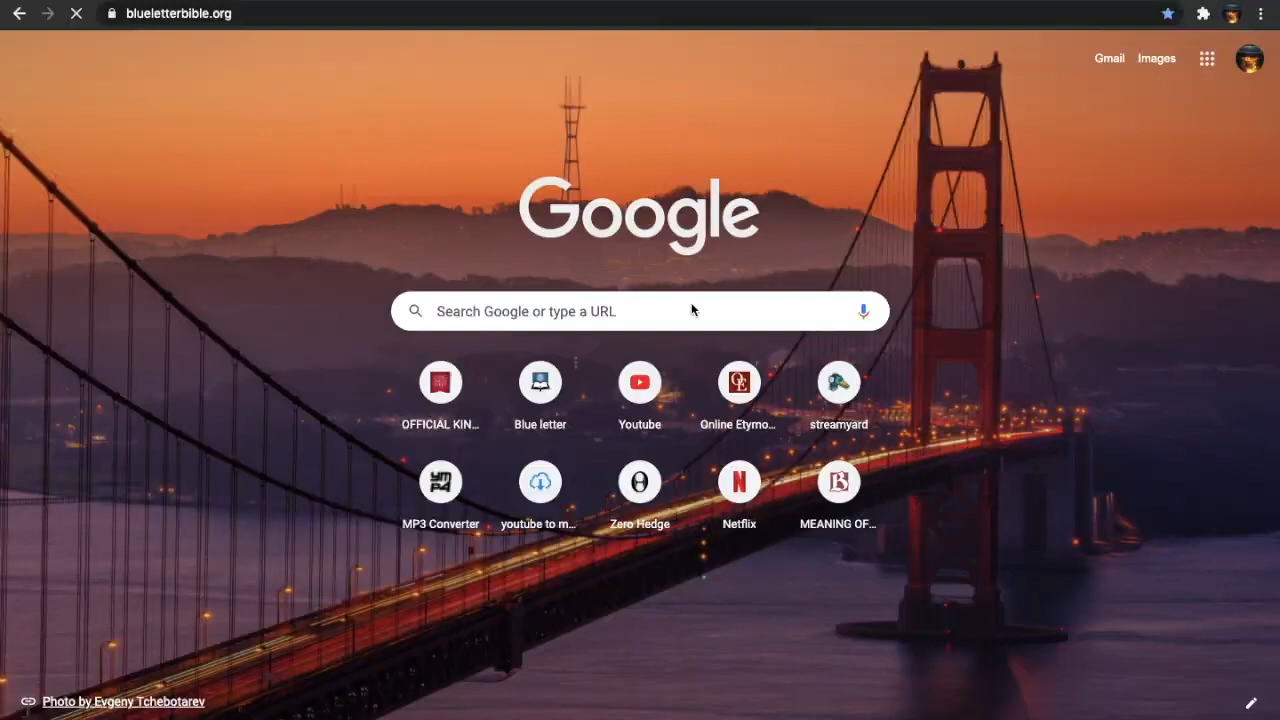 blueletterbible.org
Gmail Images
Google
Search Google or type a URL
OFFICIAL KIN...
Blue letter
Youtube
Online Etymo...
streamyard
MP3 Converter
youtube to m...
Zero Hedge
Netflix
MEANING OF...
Photo by Evgeny Tchebotarev